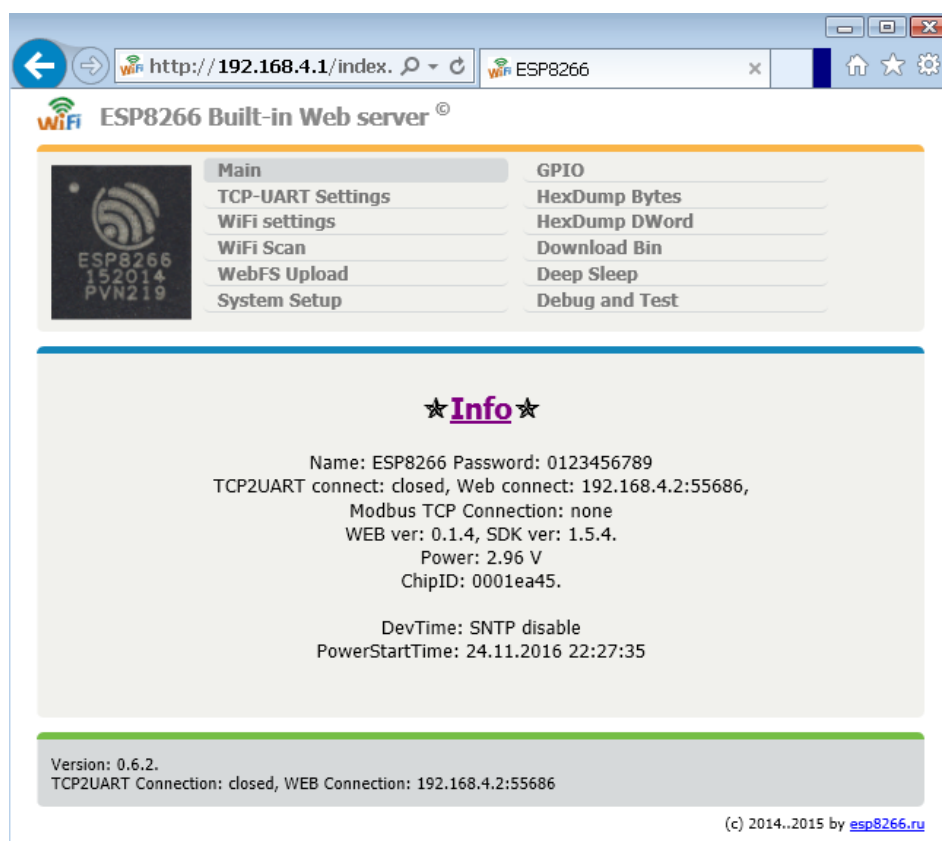 http://192.168.4.1/index.
ESP8266
WiFi
ESP8266 Built-in Web server ©
ESP8266
152014
PVN219
Main
TCP-UART Settings
WiFi settings
WiFi Scan
WebFS Upload
System Setup
GPIO
HexDump Bytes
HexDump DWord
Download Bin
Deep Sleep
Debug and Test
✯Info✯
Name: ESP8266 Password: 0123456789
TCP2UART connect: closed, Web connect: 192.168.4.2:55686,
Modbus TCP Connection: none
WEB ver: 0.1.4, SDK ver: 1.5.4.
Power: 2.96 V
ChipID: 0001ea45.
DevTime: SNTP disable
PowerStartTime: 24.11.2016 22:27:35
Version: 0.6.2.
TCP2UART Connection: closed, WEB Connection: 192.168.4.2:55686
(c) 2014..2015 by esp8266.ru